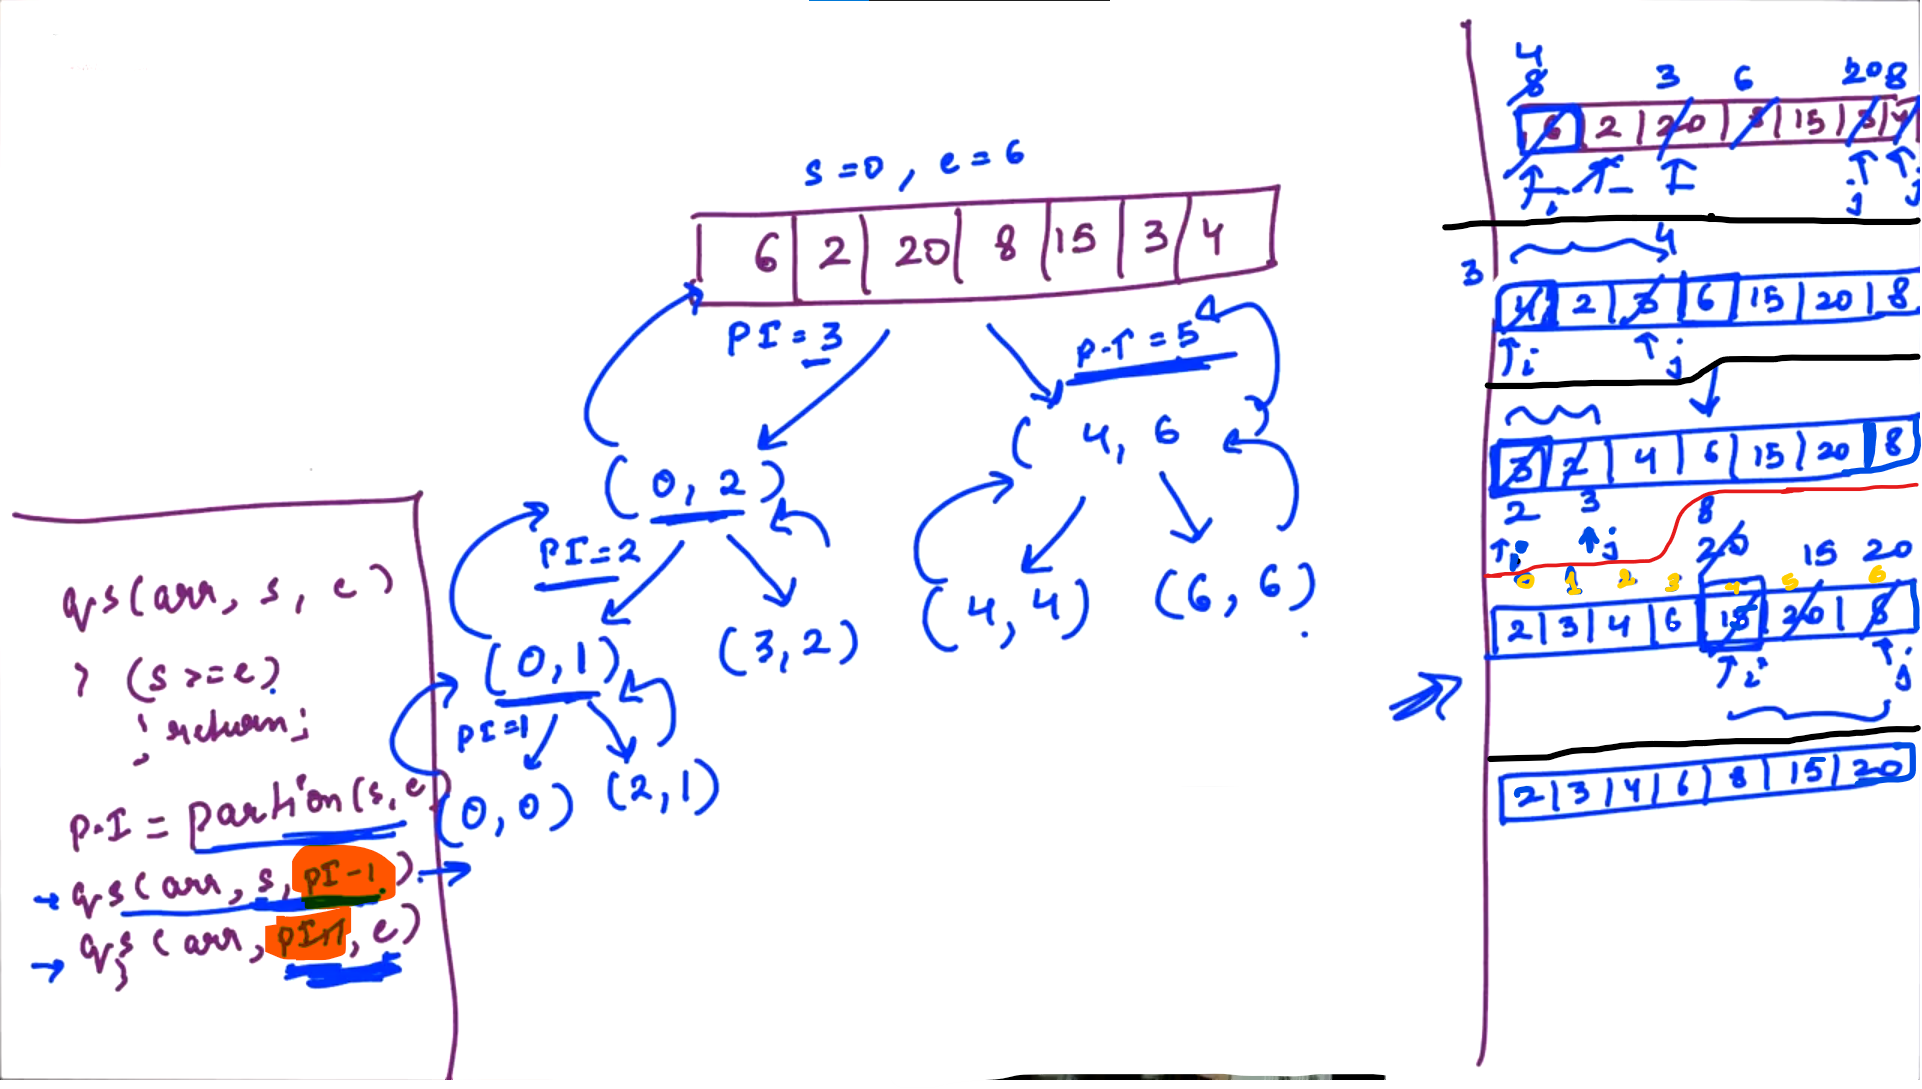 s=0, e=6
6 | 2 | 20 | 8 | 15 | 3 | 4
PI=3
P-I=5
(0, 2)
(4, 6)
PI=2
(0,1)
(3,2)
(4,4)
(6,6)
PI=1
(0,0)
(2,1)
qs(arr, s, e)
(s>=e)
return;
P-I = partion(s,e)
→ qs(arr, s, PI-1) →
→ qs(arr, PI+1, e)
4
8 3 6 20 8
6 | 2 | 20 | 8 | 15 | 3 | 4
i j j
4
3
4 | 2 | 3 | 6 | 15 | 20 | 8
i j
3 | 2 | 4 | 6 | 15 | 20 | 8
2 3 8
i j 20 15 20
0 1 2 3 4 5 6
2 | 3 | 4 | 6 | 15 | 20 | 8
i j
2 | 3 | 4 | 6 | 8 | 15 | 20